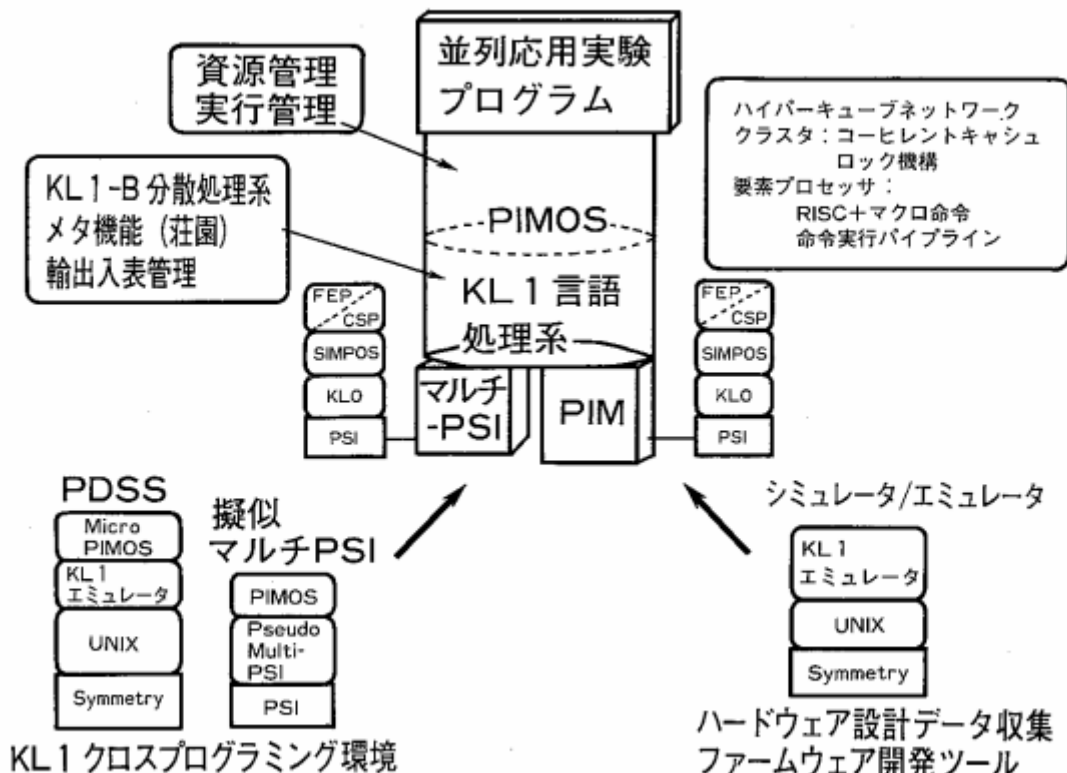 並列応用実験
プログラム
資源管理
実行管理
ハイパーキューブネットワーク
クラスタ：コーヒレントキャシュ
ロック機構
要素プロセッサ：
RISC＋マクロ命令
命令実行パイプライン
KL1-B分散処理系
メタ機能（荘園）
輸出入表管理
PIMOS
KL1言語
処理系
FEP
CSP
SIMPOS
KL0
PSI
マルチ
-PSI
PIM
FEP
CSP
SIMPOS
KL0
PSI
PDSS
Micro
PIMOS
KL1
エミュレータ
UNIX
Symmetry
擬似
マルチPSI
PIMOS
Pseudo
Multi-
PSI
PSI
KL1クロスプログラミング環境
シミュレータ/エミュレータ
KL1
エミュレータ
UNIX
Symmetry
ハードウェア設計データ収集
ファームウェア開発ツール